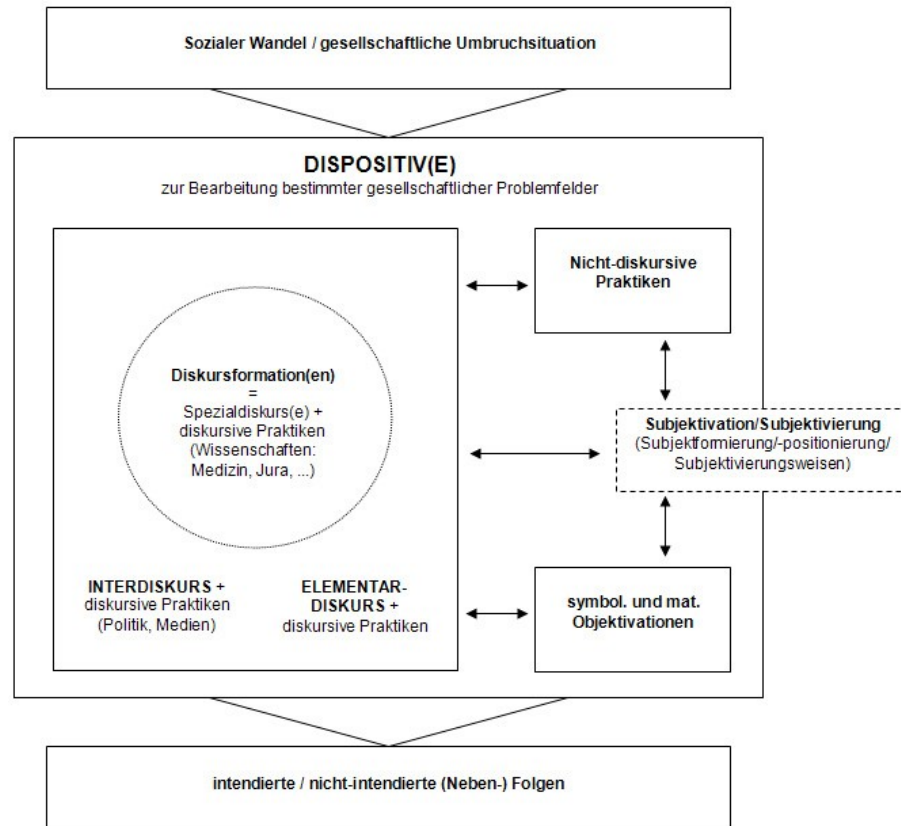 Sozialer Wandel / gesellschaftliche Umbruchsituation
DISPOSITIV(E)
zur Bearbeitung bestimmter gesellschaftlicher Problemfelder
Diskursformation(en)
=
Spezialdiskurs(e) +
diskursive Praktiken
(Wissenschaften:
Medizin, Jura, ...)
INTERDISKURS +
diskursive Praktiken
(Politik, Medien)
ELEMENTAR-
DISKURS +
diskursive Praktiken
Nicht-diskursive
Praktiken
Subjektivation/Subjektivierung
(Subjektformierung/-positionierung/
Subjektivierungsweisen)
symbol. und mat.
Objektivationen
intendierte / nicht-intendierte (Neben-) Folgen